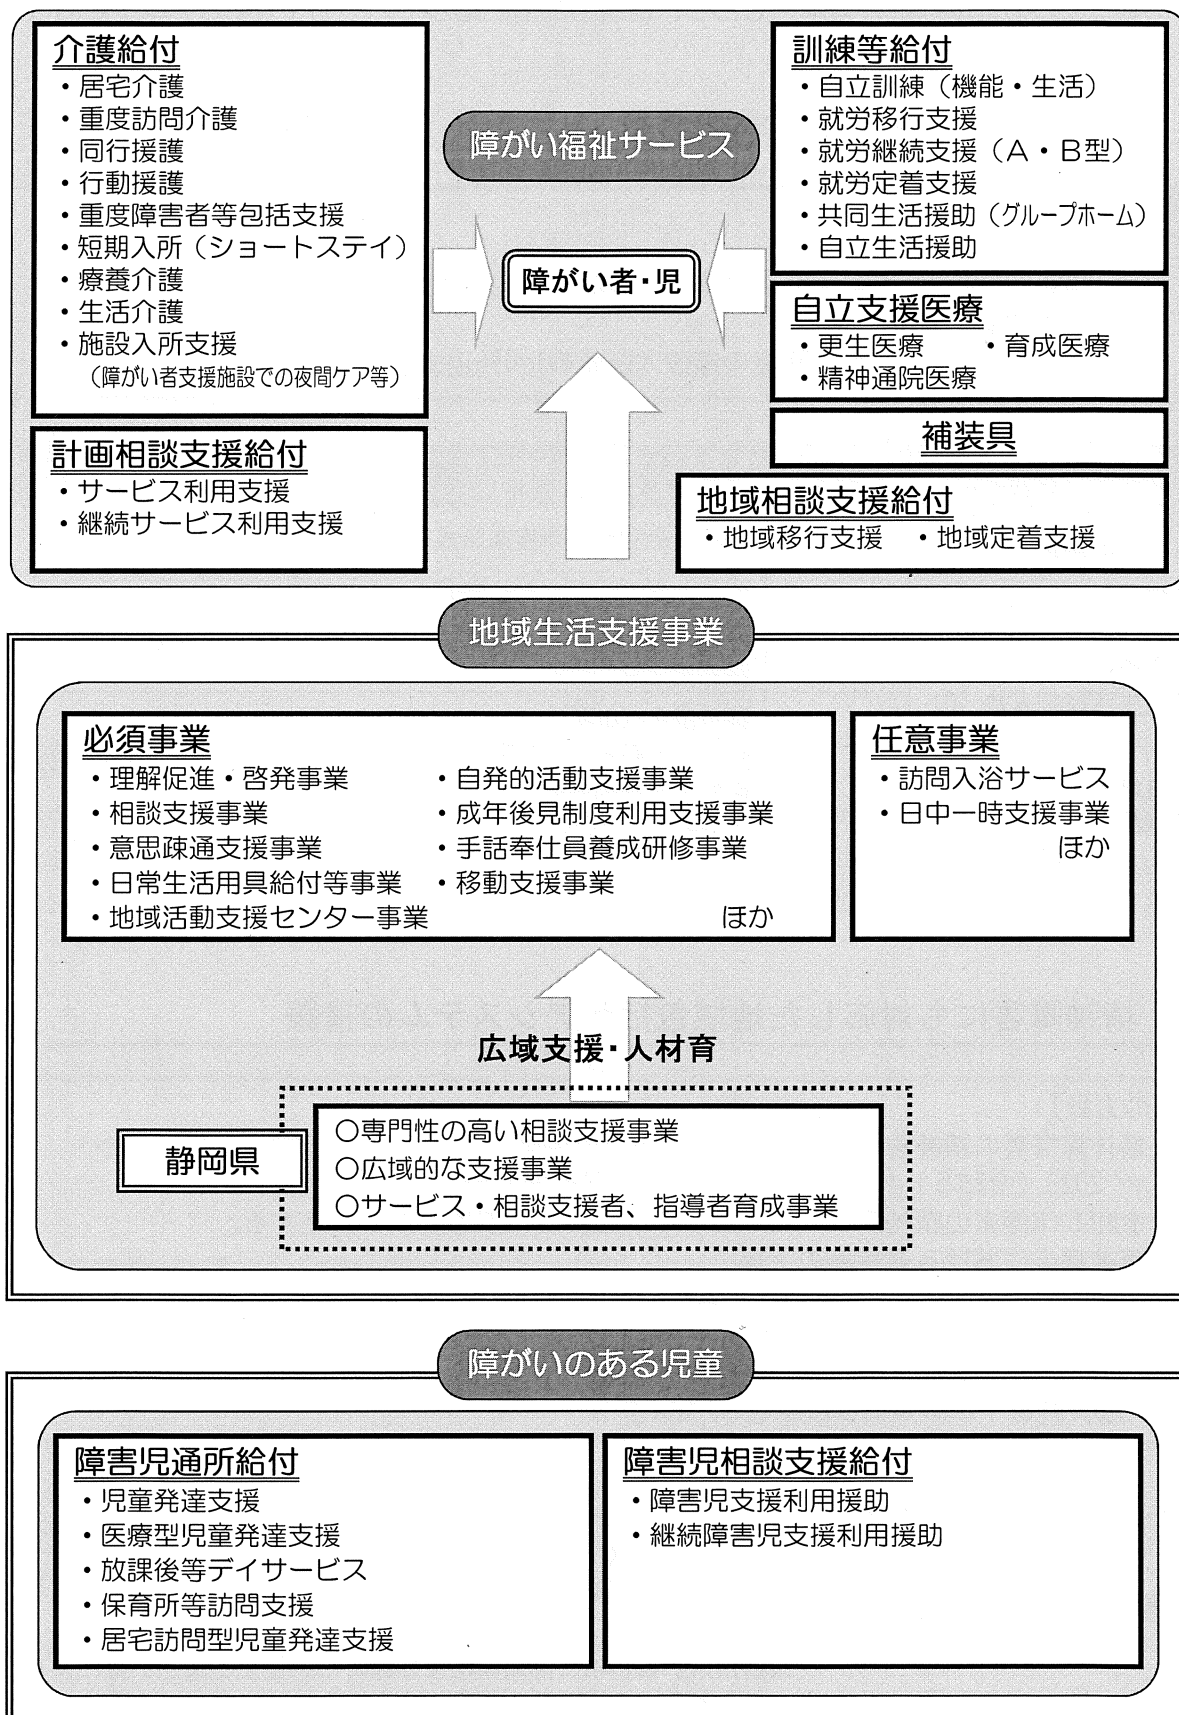 障がい福祉サービス
介護給付
・居宅介護
・重度訪問介護
・同行援護
・行動援護
・重度障害者等包括支援
・短期入所（ショートステイ）
・療養介護
・生活介護
・施設入所支援
（障がい者支援施設での夜間ケア等）
計画相談支援給付
・サービス利用支援
・継続サービス利用支援
障がい者・児
訓練等給付
・自立訓練（機能・生活）
・就労移行支援
・就労継続支援（Ａ・Ｂ型）
・就労定着支援
・共同生活援助（グループホーム）
・自立生活援助
自立支援医療
・更生医療　・育成医療
・精神通院医療
補装具
地域相談支援給付
・地域移行支援　・地域定着支援
地域生活支援事業
必須事業
・理解促進・啓発事業　・自発的活動支援事業
・相談支援事業　・成年後見制度利用支援事業
・意思疎通支援事業　・手話奉仕員養成研修事業
・日常生活用具給付等事業　・移動支援事業
・地域活動支援センター事業　ほか
任意事業
・訪問入浴サービス
・日中一時支援事業
ほか
広域支援・人材育
静岡県
○専門性の高い相談支援事業
○広域的な支援事業
○サービス・相談支援者、指導者育成事業
障がいのある児童
障害児通所給付
・児童発達支援
・医療型児童発達支援
・放課後等デイサービス
・保育所等訪問支援
・居宅訪問型児童発達支援
障害児相談支援給付
・障害児支援利用援助
・継続障害児支援利用援助